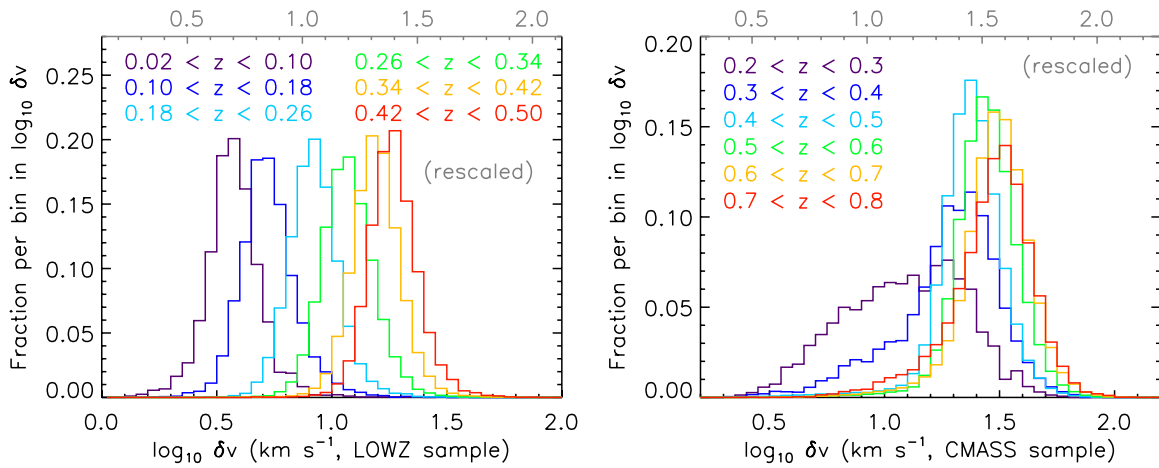 0.5 1.0 1.5 2.0
Fraction per bin in log₁₀ δv
0.25
0.20
0.15
0.10
0.05
0.00
0.02 < z < 0.10
0.10 < z < 0.18
0.18 < z < 0.26
0.26 < z < 0.34
0.34 < z < 0.42
0.42 < z < 0.50
(rescaled)
0.0 0.5 1.0 1.5 2.0
log₁₀ δv (km s⁻¹, LOWZ sample)
0.5 1.0 1.5 2.0
Fraction per bin in log₁₀ δv
0.20
0.15
0.10
0.05
0.00
0.2 < z < 0.3
0.3 < z < 0.4
0.4 < z < 0.5
0.5 < z < 0.6
0.6 < z < 0.7
0.7 < z < 0.8
(rescaled)
0.5 1.0 1.5 2.0
log₁₀ δv (km s⁻¹, CMASS sample)